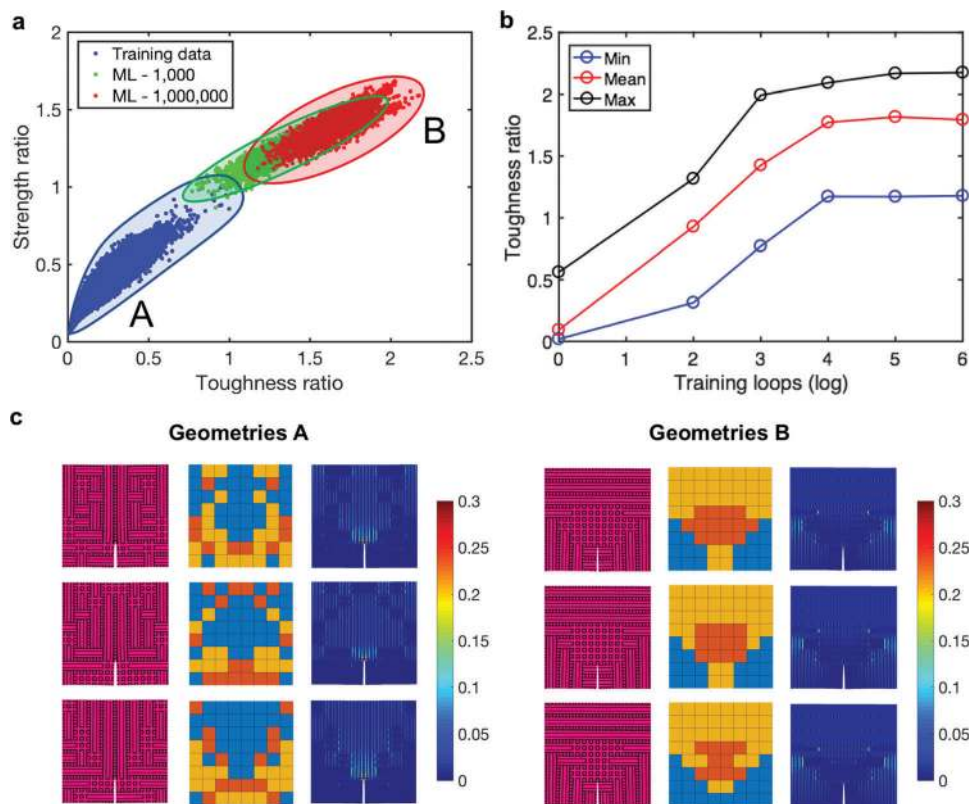 a
2
Training data
ML - 1,000
ML - 1,000,000
1.5
1
0.5
0
B
A
Strength ratio
0 0.5 1 1.5 2 2.5
Toughness ratio
b
2.5
Min
Mean
Max
2
1.5
1
0.5
0
Toughness ratio
0 1 2 3 4 5 6
Training loops (log)
c
Geometries A
0.3
0.25
0.2
0.15
0.1
0.05
0
Geometries B
0.3
0.25
0.2
0.15
0.1
0.05
0